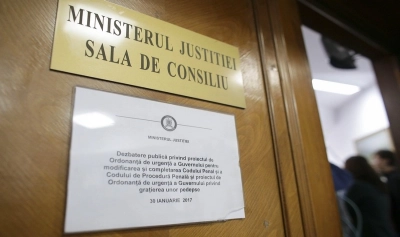 MINISTERUL JUSTITIEI
SALA DE CONSILIU
MINISTERUL JUSTIȚIEI
Dezbatere publică privind proiectul de
Ordonanță de urgență a Guvernului pentru
modificarea și completarea Codului Penal și a
Codului de Procedură Penală și proiectul de
Ordonanță de urgență a Guvernului privind
grațierea unor pedepse
30 IANUARIE 2017